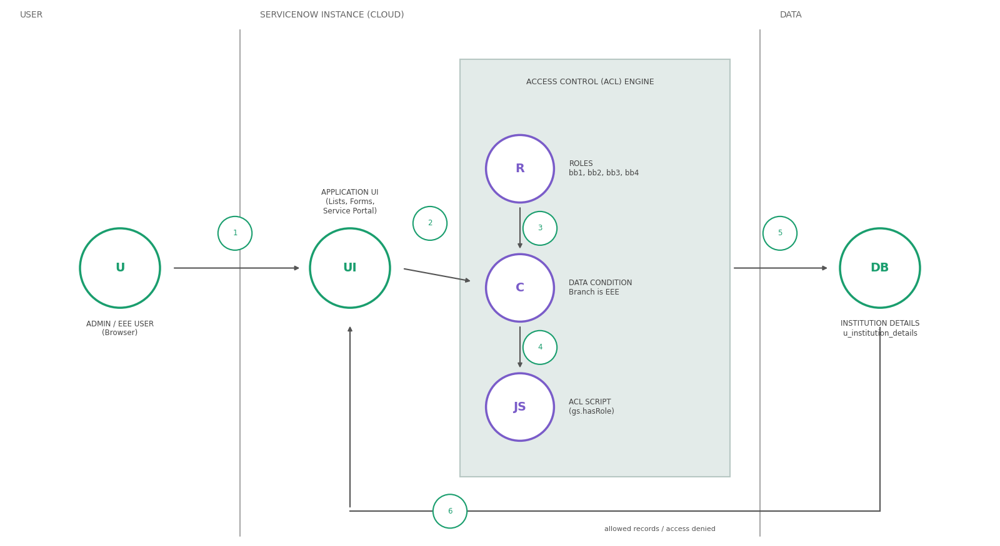 USER
SERVICENOW INSTANCE (CLOUD)
DATA
ACCESS CONTROL (ACL) ENGINE
R
ROLES
bb1, bb2, bb3, bb4
APPLICATION UI
(Lists, Forms,
Service Portal)
1
2
3
5
U
UI
C
DATA CONDITION
Branch is EEE
DB
ADMIN / EEE USER
(Browser)
INSTITUTION DETAILS
u_institution_details
4
JS
ACL SCRIPT
(gs.hasRole)
6
allowed records / access denied